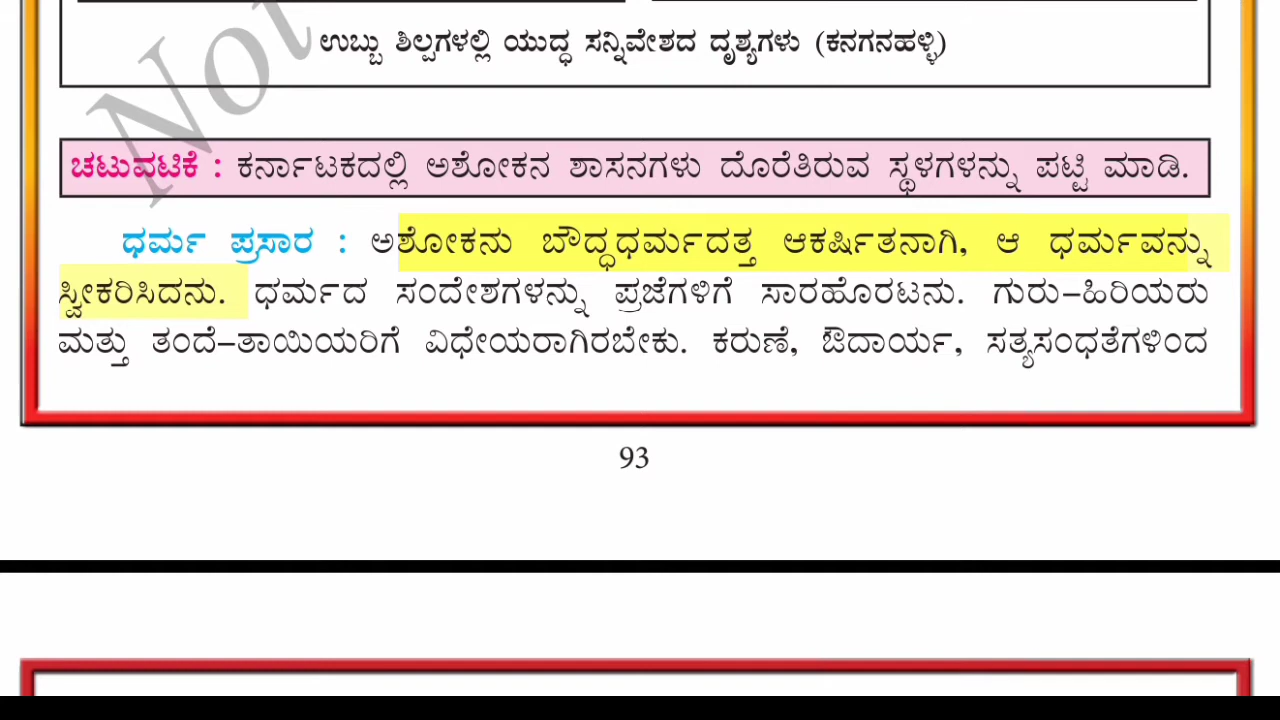 ಉಬ್ಬು ಶಿಲ್ಪಗಳಲ್ಲಿ ಯುದ್ಧ ಸನ್ನಿವೇಶದ ದೃಶ್ಯಗಳು (ಕನಗನಹಳ್ಳಿ)
Not
ಚಟುವಟಿಕೆ : ಕರ್ನಾಟಕದಲ್ಲಿ ಅಶೋಕನ ಶಾಸನಗಳು ದೊರೆತಿರುವ ಸ್ಥಳಗಳನ್ನು ಪಟ್ಟಿ ಮಾಡಿ.
ಧರ್ಮ ಪ್ರಸಾರ : ಅಶೋಕನು ಬೌದ್ಧಧರ್ಮದತ್ತ ಆಕರ್ಷಿತನಾಗಿ, ಆ ಧರ್ಮವನ್ನು
ಸ್ವೀಕರಿಸಿದನು. ಧರ್ಮದ ಸಂದೇಶಗಳನ್ನು ಪ್ರಜೆಗಳಿಗೆ ಸಾರಹೊರಟನು. ಗುರು–ಹಿರಿಯರು
ಮತ್ತು ತಂದೆ–ತಾಯಿಯರಿಗೆ ವಿಧೇಯರಾಗಿರಬೇಕು. ಕರುಣೆ, ಔದಾರ್ಯ, ಸತ್ಯಸಂಧತೆಗಳಿಂದ
93